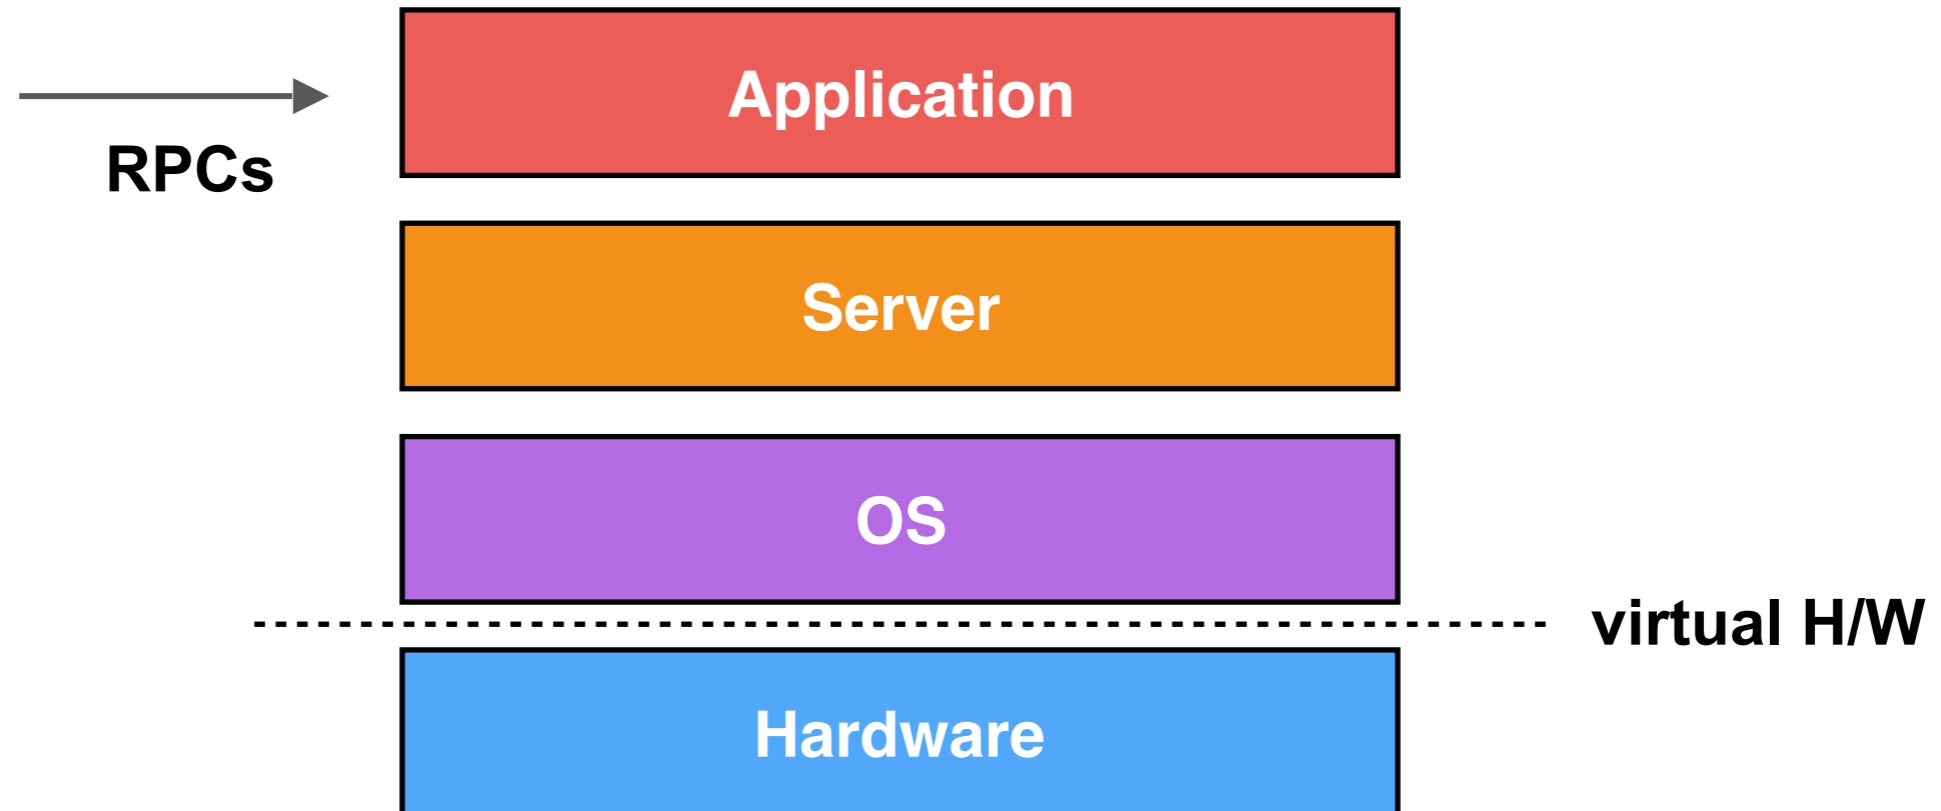 Application
RPCs
Server
OS
virtual H/W
Hardware